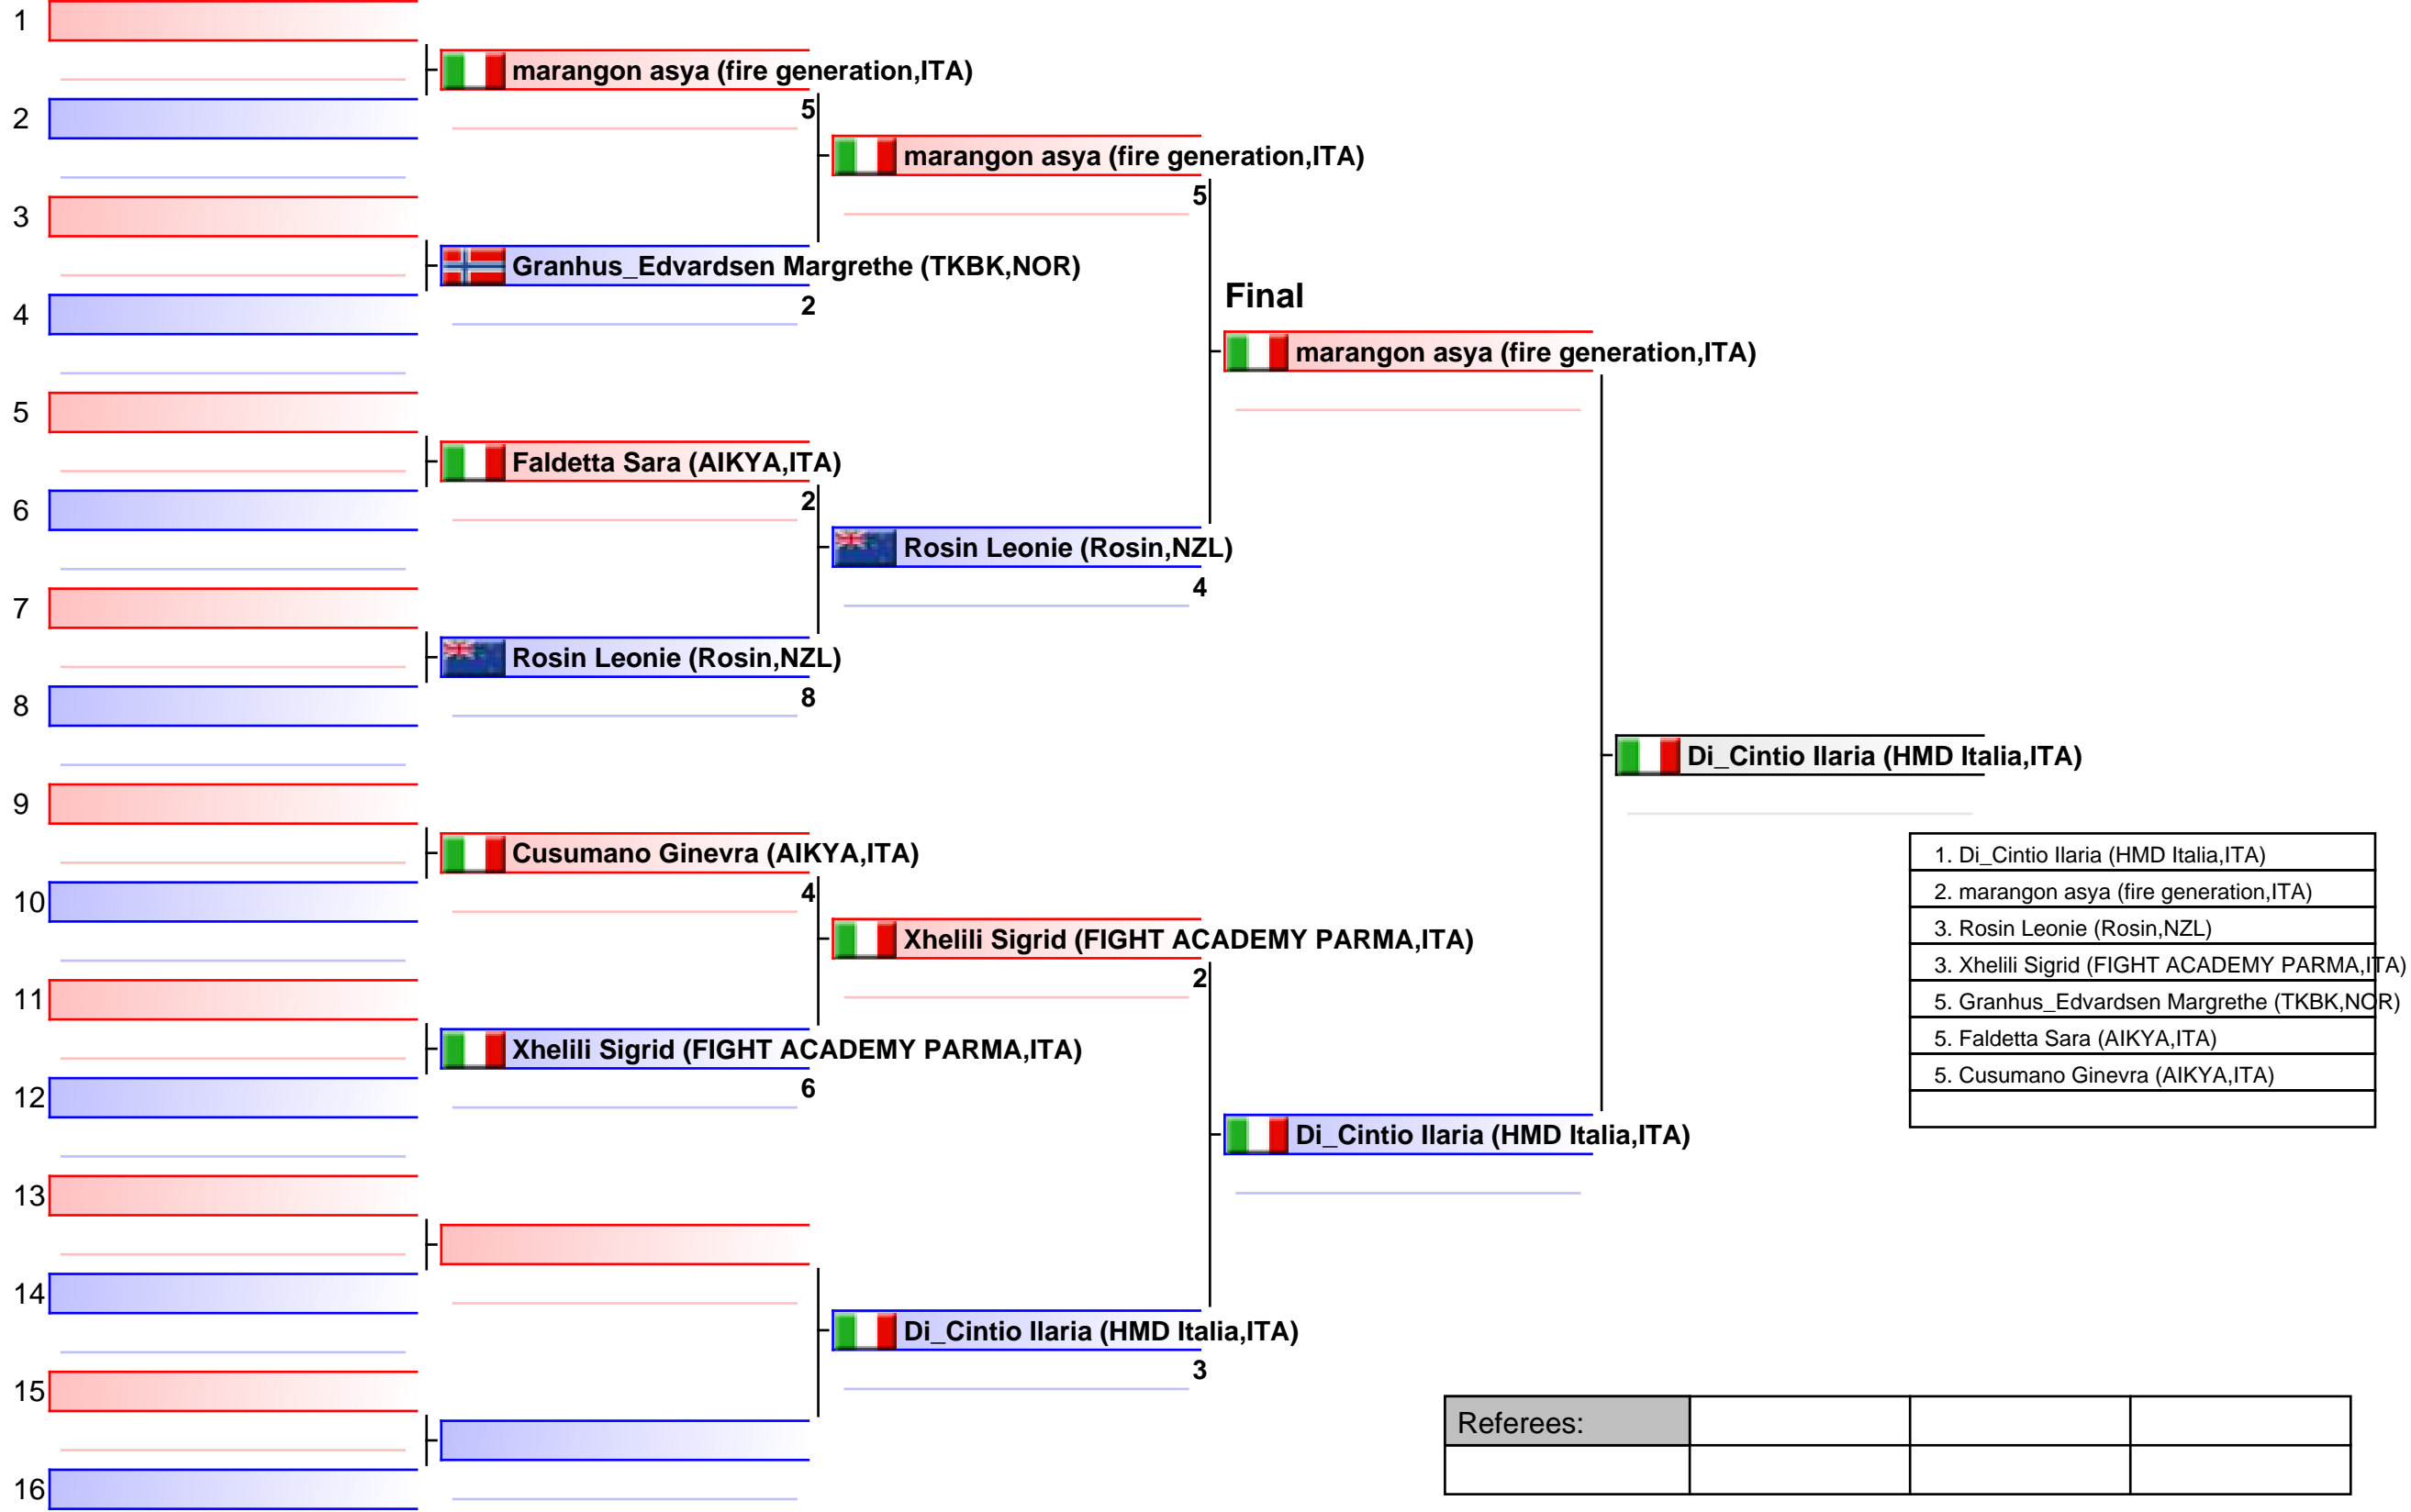 1
marangon asya (fire generation,ITA)
5
2
marangon asya (fire generation,ITA)
5
3
Granhus_Edvardsen Margrethe (TKBK,NOR)
2
4
Final
marangon asya (fire generation,ITA)
5
Faldetta Sara (AIKYA,ITA)
2
6
Rosin Leonie (Rosin,NZL)
4
7
Rosin Leonie (Rosin,NZL)
8
8
Di_Cintio Ilaria (HMD Italia,ITA)
9
Cusumano Ginevra (AIKYA,ITA)
4
10
Xhelili Sigrid (FIGHT ACADEMY PARMA,ITA)
2
11
Xhelili Sigrid (FIGHT ACADEMY PARMA,ITA)
6
12
Di_Cintio Ilaria (HMD Italia,ITA)
13
14
Di_Cintio Ilaria (HMD Italia,ITA)
3
15
16
1. Di_Cintio Ilaria (HMD Italia,ITA)
2. marangon asya (fire generation,ITA)
3. Rosin Leonie (Rosin,NZL)
3. Xhelili Sigrid (FIGHT ACADEMY PARMA,ITA)
5. Granhus_Edvardsen Margrethe (TKBK,NOR)
5. Faldetta Sara (AIKYA,ITA)
5. Cusumano Ginevra (AIKYA,ITA)
Referees: